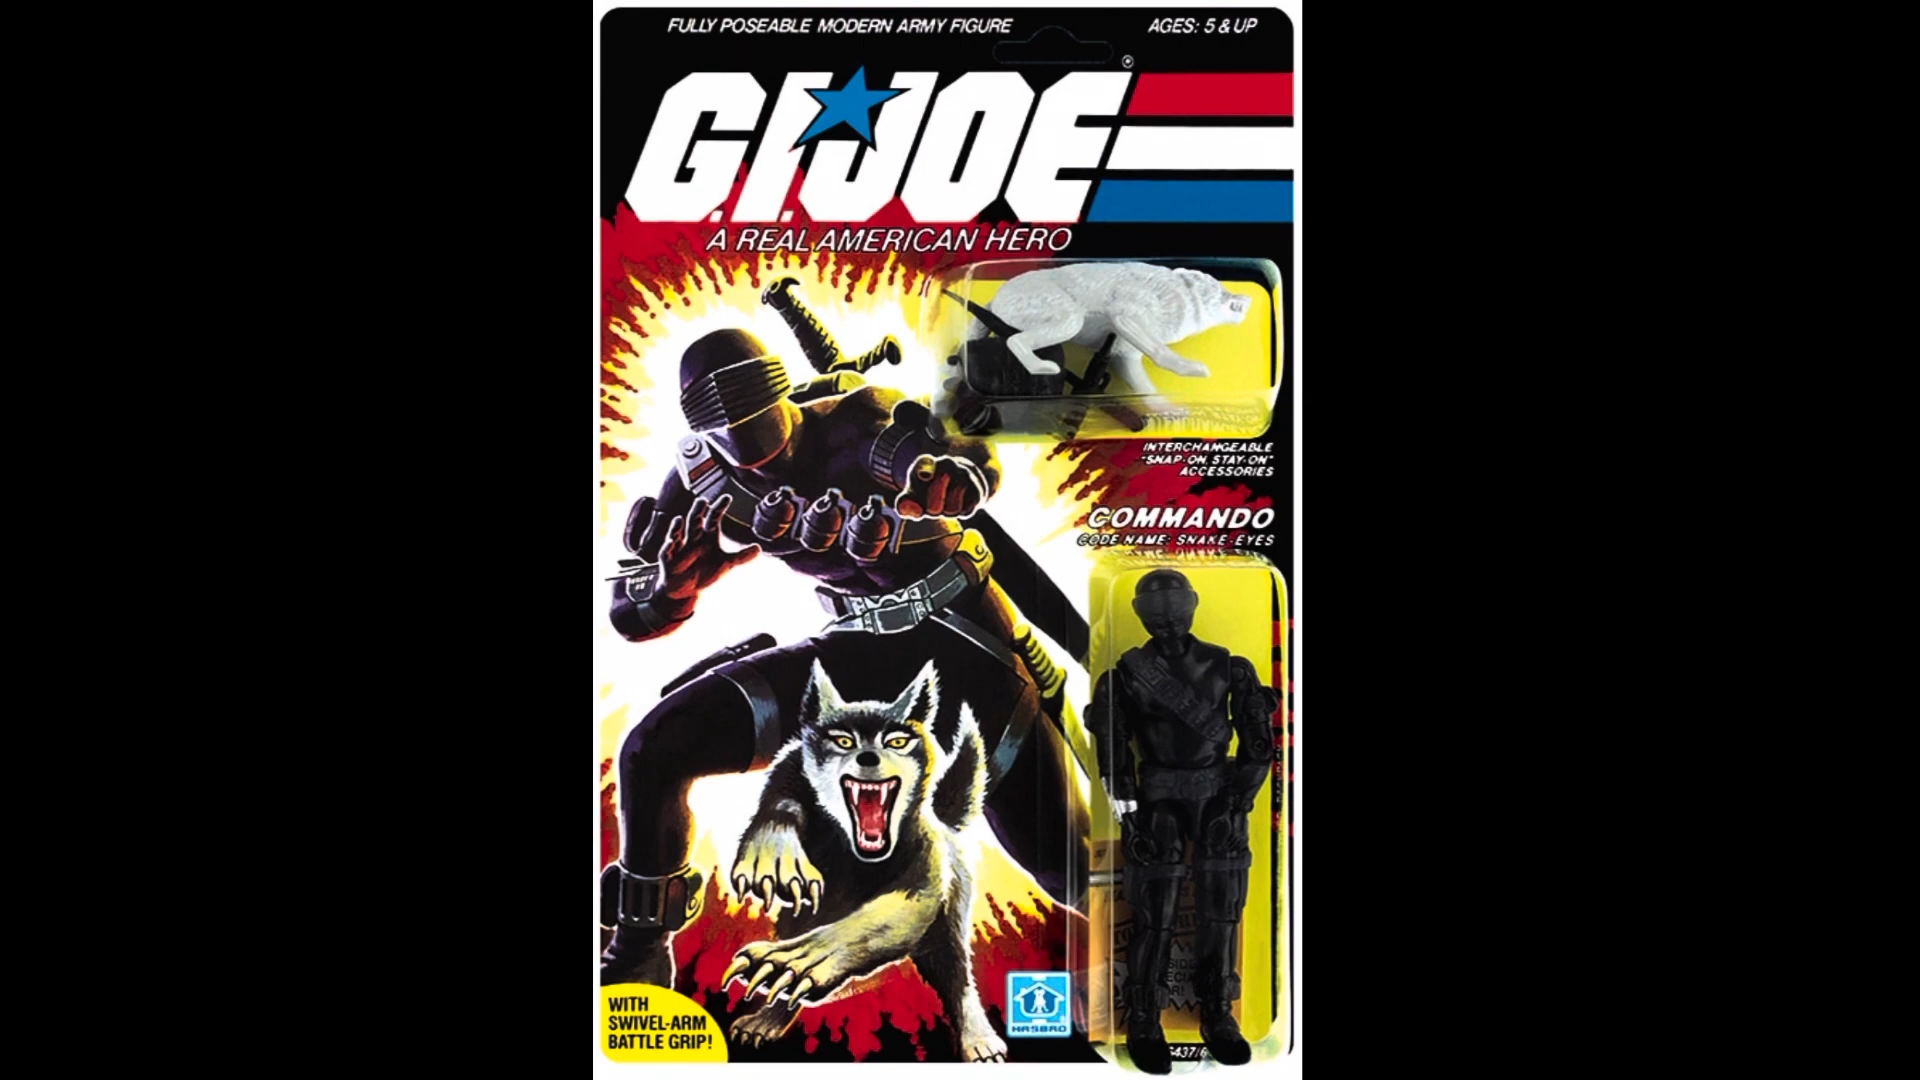 FULLY POSEABLE MODERN ARMY FIGURE
AGES: 5 & UP
G.I.JOE®
A REAL AMERICAN HERO
INTERCHANGEABLE
"SNAP-ON, STAY-ON"
ACCESSORIES
COMMANDO
CODE NAME: SNAKE-EYES
WITH
SWIVEL-ARM
BATTLE GRIP!
HASBRO